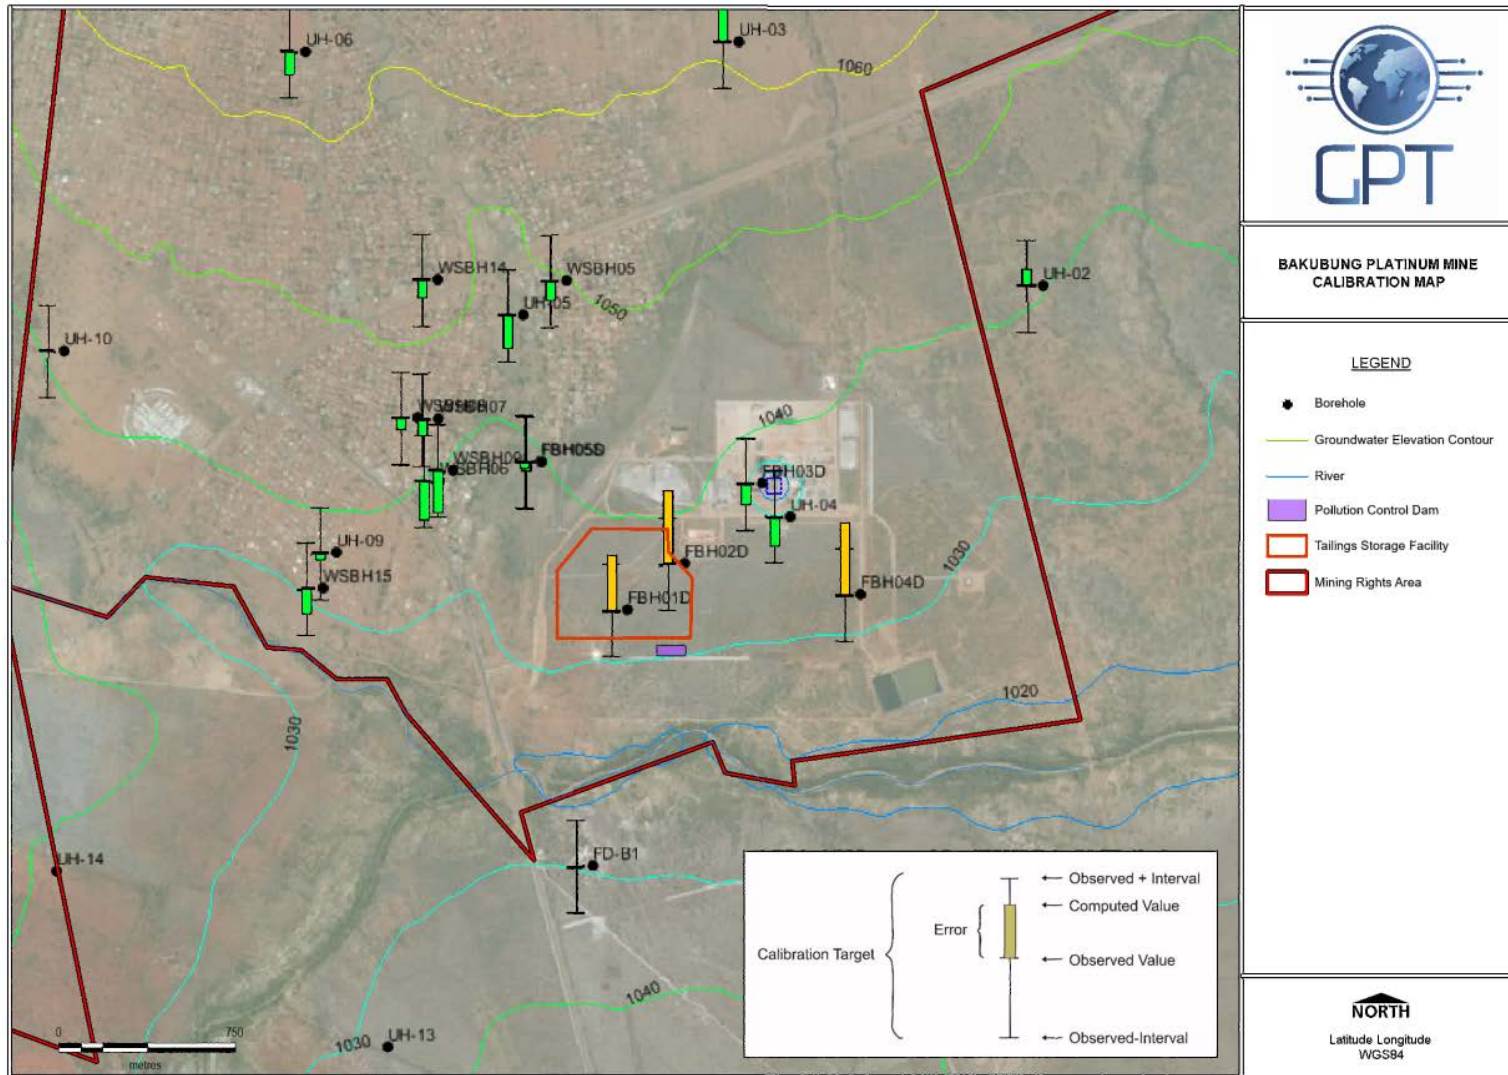 UH-06
UH-03
1060
WSBH14
WSBH05
UH-02
UH-05
1050
UH-10
WSBH07
1040
WSBH09
WSBH06
FBH05S
FBH03D
UH-04
UH-09
FBH02D
1030
WSBH15
FBH01D
FBH04D
1020
1030
UH-14
FD-B1
1040
1030
UH-13
0
750
metres
Calibration Target
Error
Observed + Interval
Computed Value
Observed Value
Observed-Interval
GPT
BAKUBUNG PLATINUM MINE
CALIBRATION MAP
LEGEND
Borehole
Groundwater Elevation Contour
River
Pollution Control Dam
Tailings Storage Facility
Mining Rights Area
NORTH
Latitude Longitude
WGS84